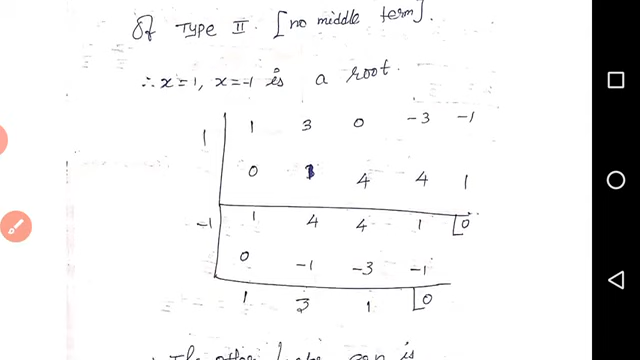 Of Type II. [no middle term].
∴ x=1, x=-1 is a root.
1 | 1 3 0 -3 -1
0 1 4 4 1
-1 | 1 4 4 1 |0
0 -1 -3 -1
1 3 1 |0
∴ The other
is